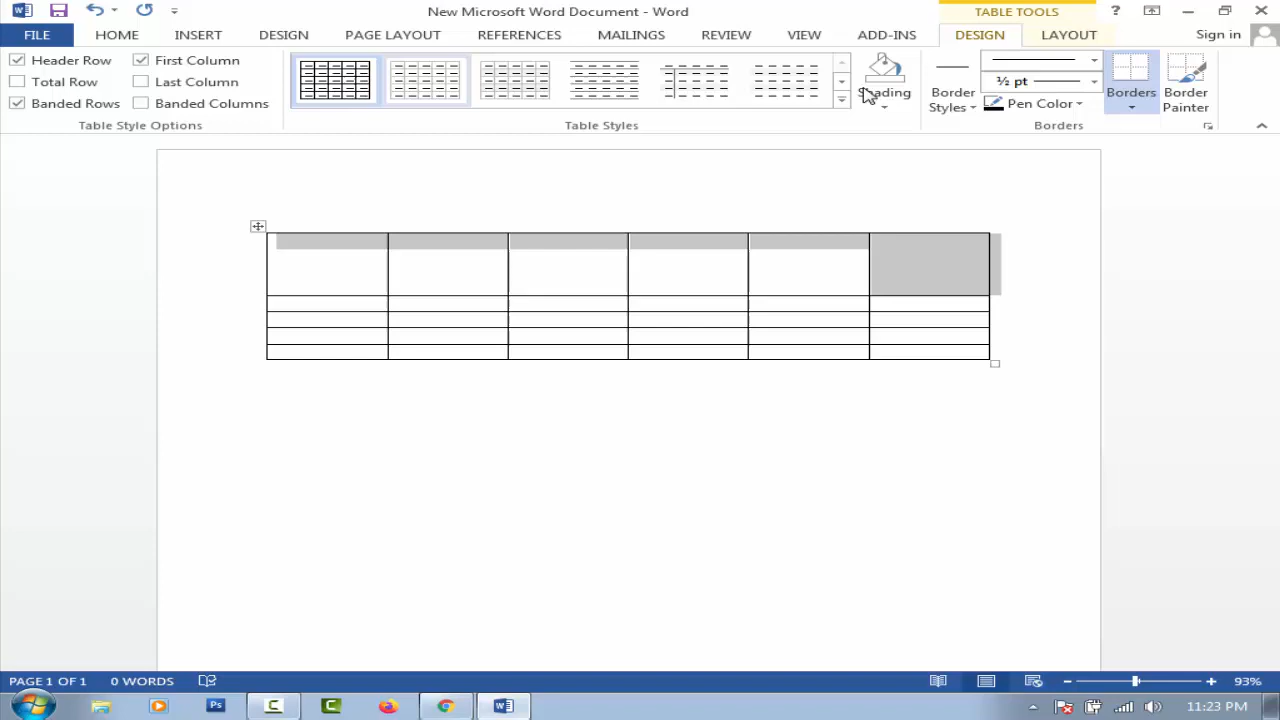 New Microsoft Word Document - Word
TABLE TOOLS
FILE HOME INSERT DESIGN PAGE LAYOUT REFERENCES MAILINGS REVIEW VIEW ADD-INS DESIGN LAYOUT Sign in
Header Row First Column
Total Row Last Column
Banded Rows Banded Columns
Table Style Options
Table Styles
Shading
Border Styles
½ pt
Pen Color
Borders
Border Painter
Borders
PAGE 1 OF 1 0 WORDS 93%
11:23 PM